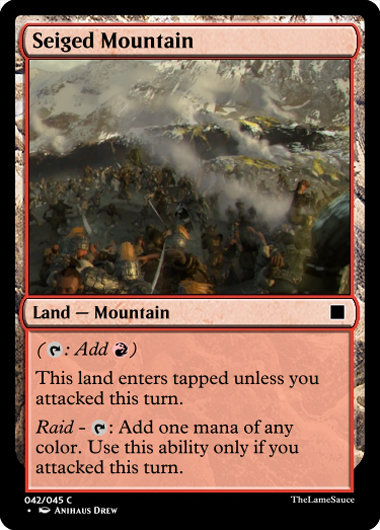 Seiged Mountain
Land — Mountain
( : Add )
This land enters tapped unless you
attacked this turn.
Raid - : Add one mana of any
color. Use this ability only if you
attacked this turn.
042/045 C
TheLameSauce
• Anihaus Drew